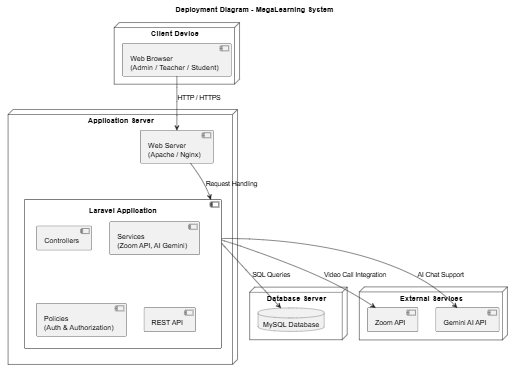 Deployment Diagram - MegaLearning System
Client Device
Web Browser
(Admin / Teacher / Student)
HTTP / HTTPS
Application Server
Web Server
(Apache / Nginx)
Request Handling
Laravel Application
Controllers
Services
(Zoom API, AI Gemini)
Policies
(Auth & Authorization)
REST API
SQL Queries
Video Call Integration
AI Chat Support
Database Server
MySQL Database
External Services
Zoom API
Gemini AI API